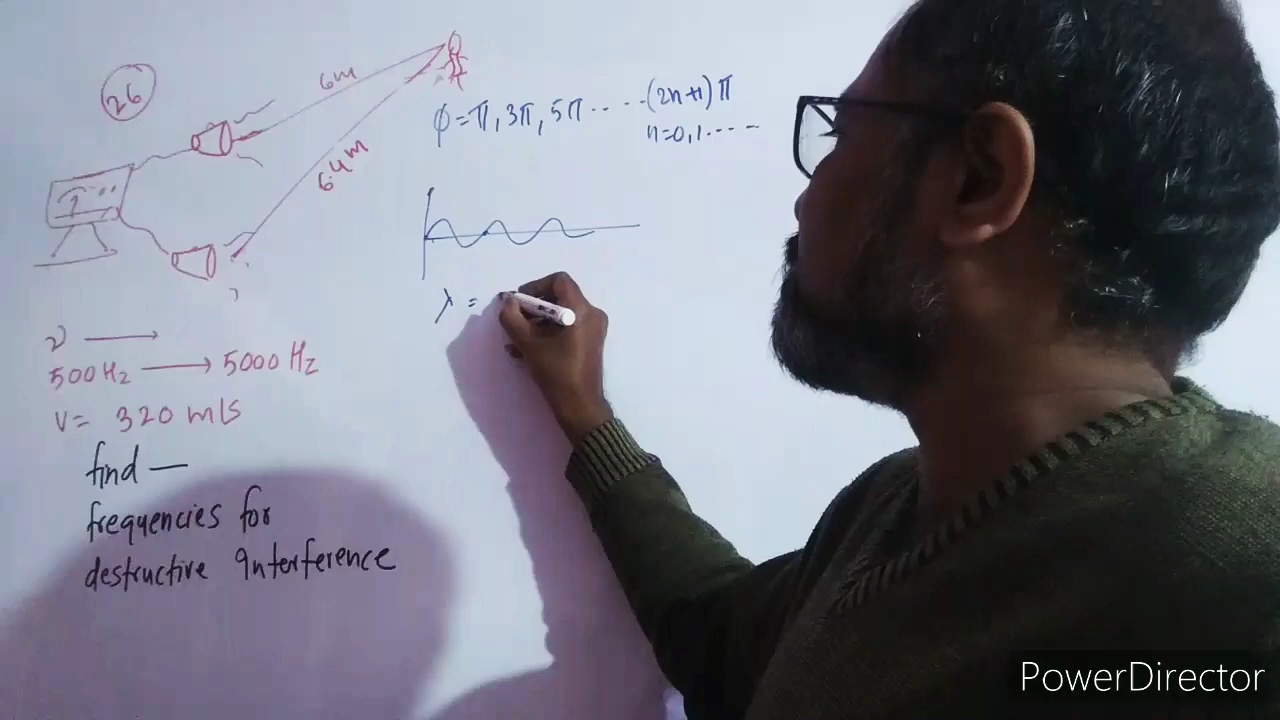 26
6m
6.4m
ϕ = π, 3π, 5π ····· (2n+1) π
n=0,1 ·····
λ =
ν ⟶
500 Hz ⟶ 5000 Hz
V = 320 m/s
find —
frequencies for
destructive interference
PowerDirector